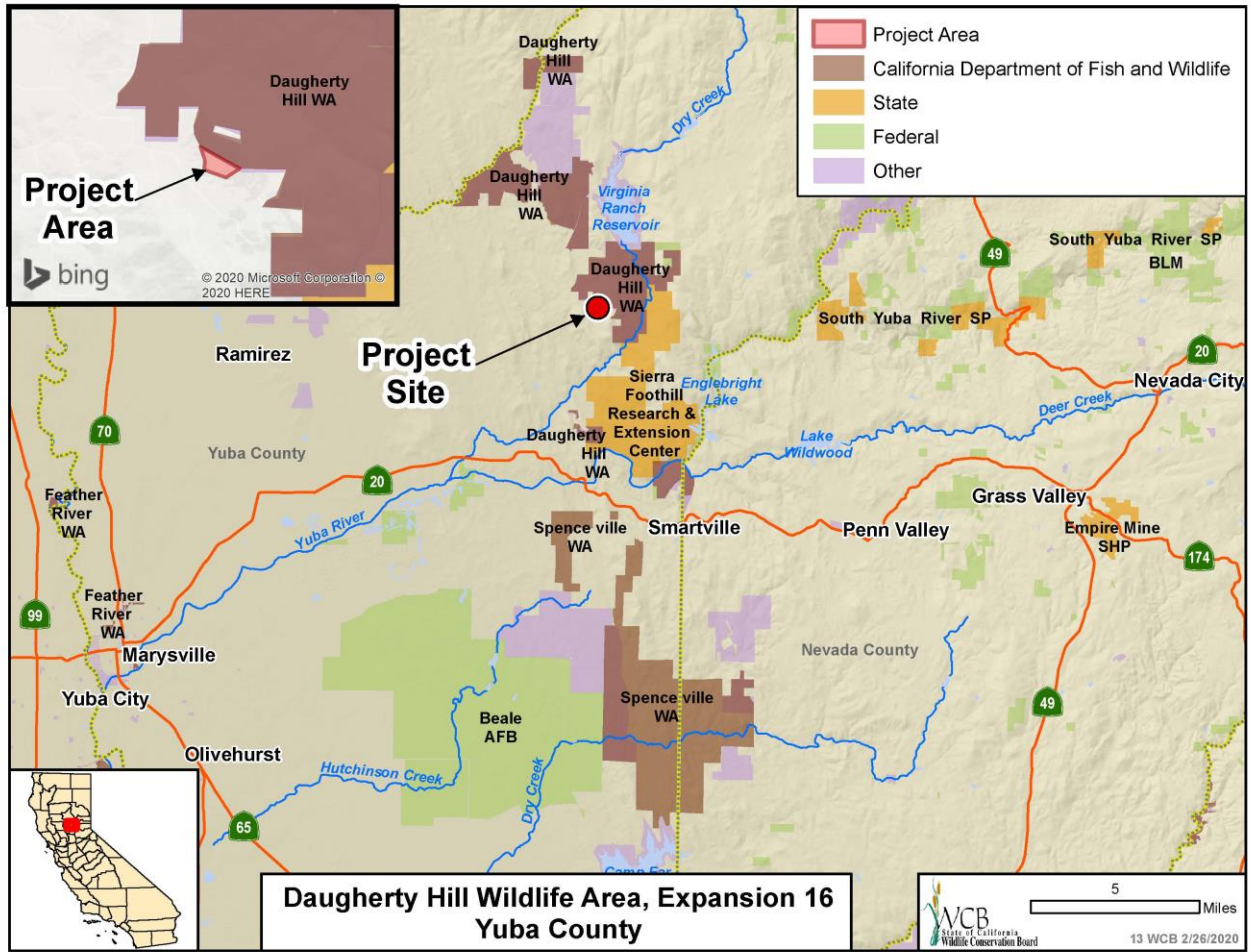 Daugherty
Hill WA
Project
Area
bing
© 2020 Microsoft Corporation ©
2020 HERE
Project Area
California Department of Fish and Wildlife
State
Federal
Other
Daugherty
Hill
WA
Dry Creek
Daugherty
Hill
WA
Virginia
Ranch
Reservoir
Daugherty
Hill
WA
49
South Yuba River SP
BLM
South Yuba River SP
Ramirez
Project
Site
20
Nevada City
Sierra
Foothill
Research &
Extension
Center
Englebright
Lake
Deer Creek
70
Daugherty
Hill
WA
Lake
Wildwood
Yuba County
20
Feather
River
WA
Grass Valley
Yuba River
Spence ville
WA
Smartville
Penn Valley
Empire Mine
SHP
174
99
Feather
River
WA
Marysville
Yuba City
Nevada County
Spence ville
WA
49
Beale
AFB
Olivehurst
Hutchinson Creek
Dry Creek
65
Camp Far
Daugherty Hill Wildlife Area, Expansion 16
Yuba County
WCB
State of California
Wildlife Conservation Board
5
Miles
13 WCB 2/26/2020